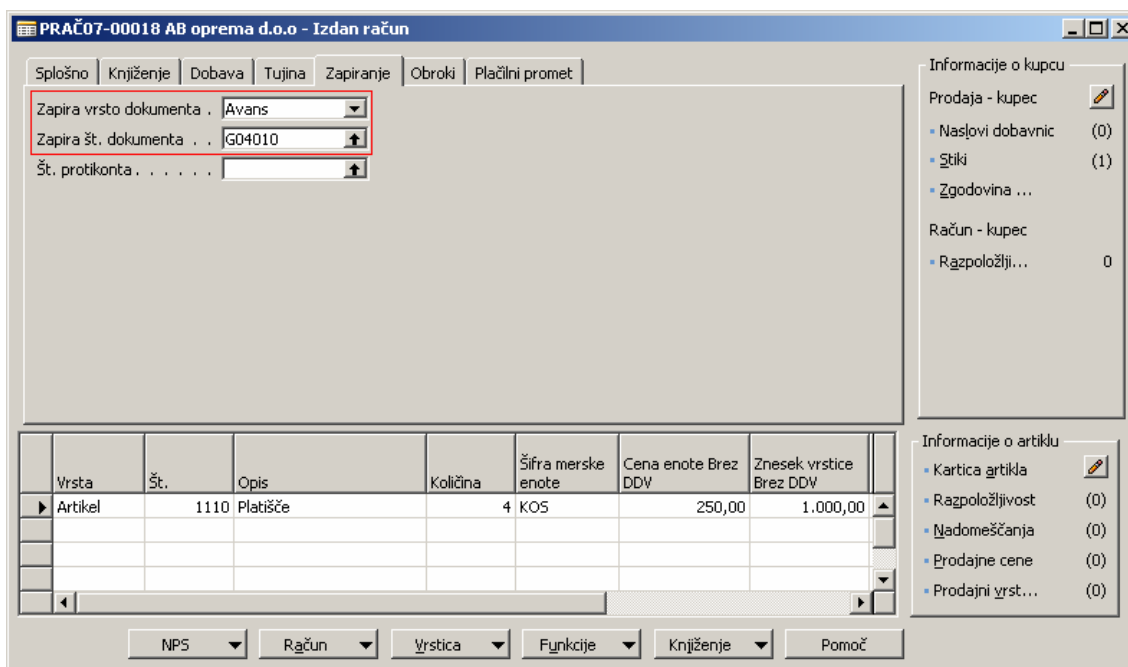 PRAČ07-00018 AB oprema d.o.o - Izdan račun
Splošno Knjiženje Dobava Tujina Zapiranje Obroki Plačilni promet
Zapira vrsto dokumenta . Avans
Zapira št. dokumenta . . G04010
Št. protikonta . . . . . .
Informacije o kupcu
Prodaja - kupec
Naslovi dobavnic (0)
Stiki (1)
Zgodovina ...
Račun - kupec
Razpoložlji... 0
Vrsta Št. Opis Količina Šifra merske enote Cena enote Brez DDV Znesek vrstice Brez DDV
Artikel 1110 Platišče 4 KOS 250,00 1.000,00
Informacije o artiklu
Kartica artikla
Razpoložljivost (0)
Nadomeščanja (0)
Prodajne cene (0)
Prodajni vrst... (0)
NPS Račun Vrstica Funkcije Knjiženje Pomoč